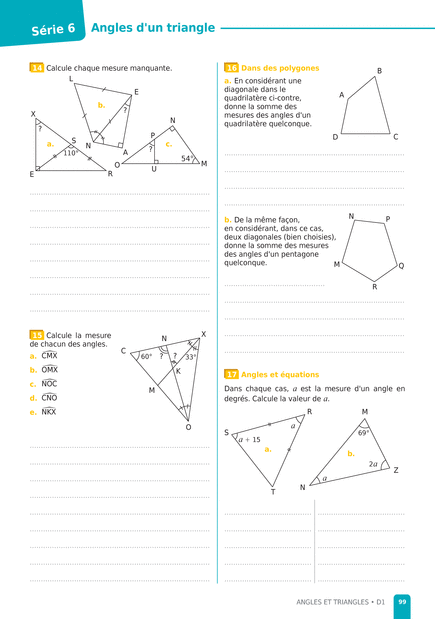 Série 6
Angles d'un triangle
14 Calcule chaque mesure manquante.
L
E
b.
?
X
?
N
a.
S
P
c.
110°
?
N
A
O
54°
M
E
R
U
15 Calcule la mesure
de chacun des angles.
a. CMX
b. OMX
c. NOC
d. CNO
e. NKX
X
N
C
60°
?
?
33°
K
M
O
16 Dans des polygones
a. En considérant une
diagonale dans le
quadrilatère ci-contre,
donne la somme des
mesures des angles d'un
quadrilatère quelconque.
B
A
D
C
b. De la même façon,
en considérant, dans ce cas,
deux diagonales (bien choisies),
donne la somme des mesures
des angles d'un pentagone
quelconque.
N
P
M
Q
R
17 Angles et équations
Dans chaque cas, a est la mesure d'un angle en
degrés. Calcule la valeur de a.
R
M
S
a
a + 15
69°
a.
b.
2a
Z
a
T
N
ANGLES ET TRIANGLES • D1
99